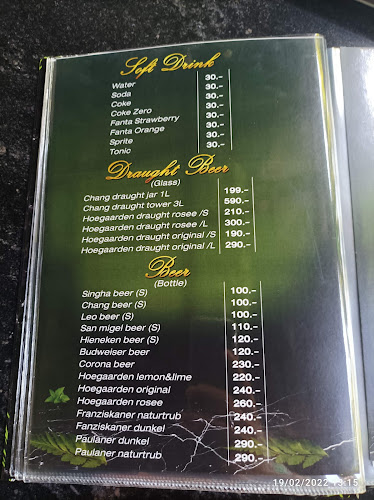 Soft Drink
Water 30.-
Soda 30.-
Coke 30.-
Coke Zero 30.-
Fanta Strawberry 30.-
Fanta Orange 30.-
Sprite 30.-
Tonic 30.-
Draught Beer
(Glass)
Chang draught jar 1L 199.-
Chang draught tower 3L 590.-
Hoegaarden draught rosee /S 210.-
Hoegaarden draught rosee /L 300.-
Hoegaarden draught original /S 190.-
Hoegaarden draught original /L 290.-
Beer
(Bottle)
Singha beer (S) 100.-
Chang beer (S) 100.-
Leo beer (S) 100.-
San migel beer (S) 110.-
Hieneken beer (S) 120.-
Budweiser beer 120.-
Corona beer 230.-
Hoegaarden lemon&lime 220.-
Hoegaarden original 240.-
Hoegaarden rosee 260.-
Franziskaner naturtrub 240.-
Fanziskaner dunkel 240.-
Paulaner dunkel 290.-
Paulaner naturtrub 290.-
19/02/2022 13:15